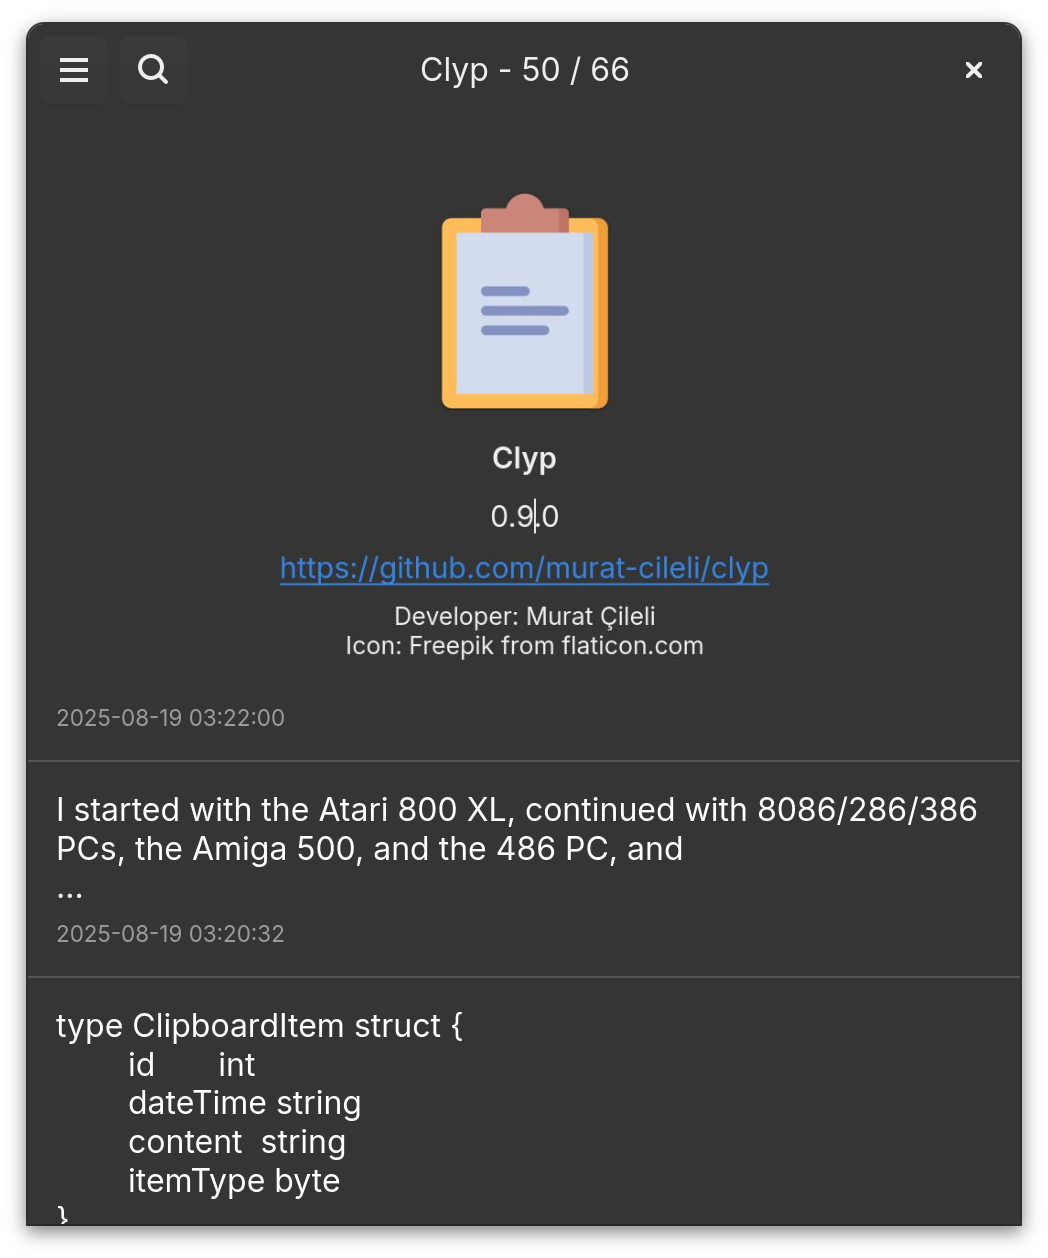 Clyp - 50 / 66
Clyp
0.9.0
https://github.com/murat-cileli/clyp
Developer: Murat Çileli
Icon: Freepik from flaticon.com
2025-08-19 03:22:00
I started with the Atari 800 XL, continued with 8086/286/386
PCs, the Amiga 500, and the 486 PC, and
...
2025-08-19 03:20:32
type ClipboardItem struct {
id int
dateTime string
content string
itemType byte
}